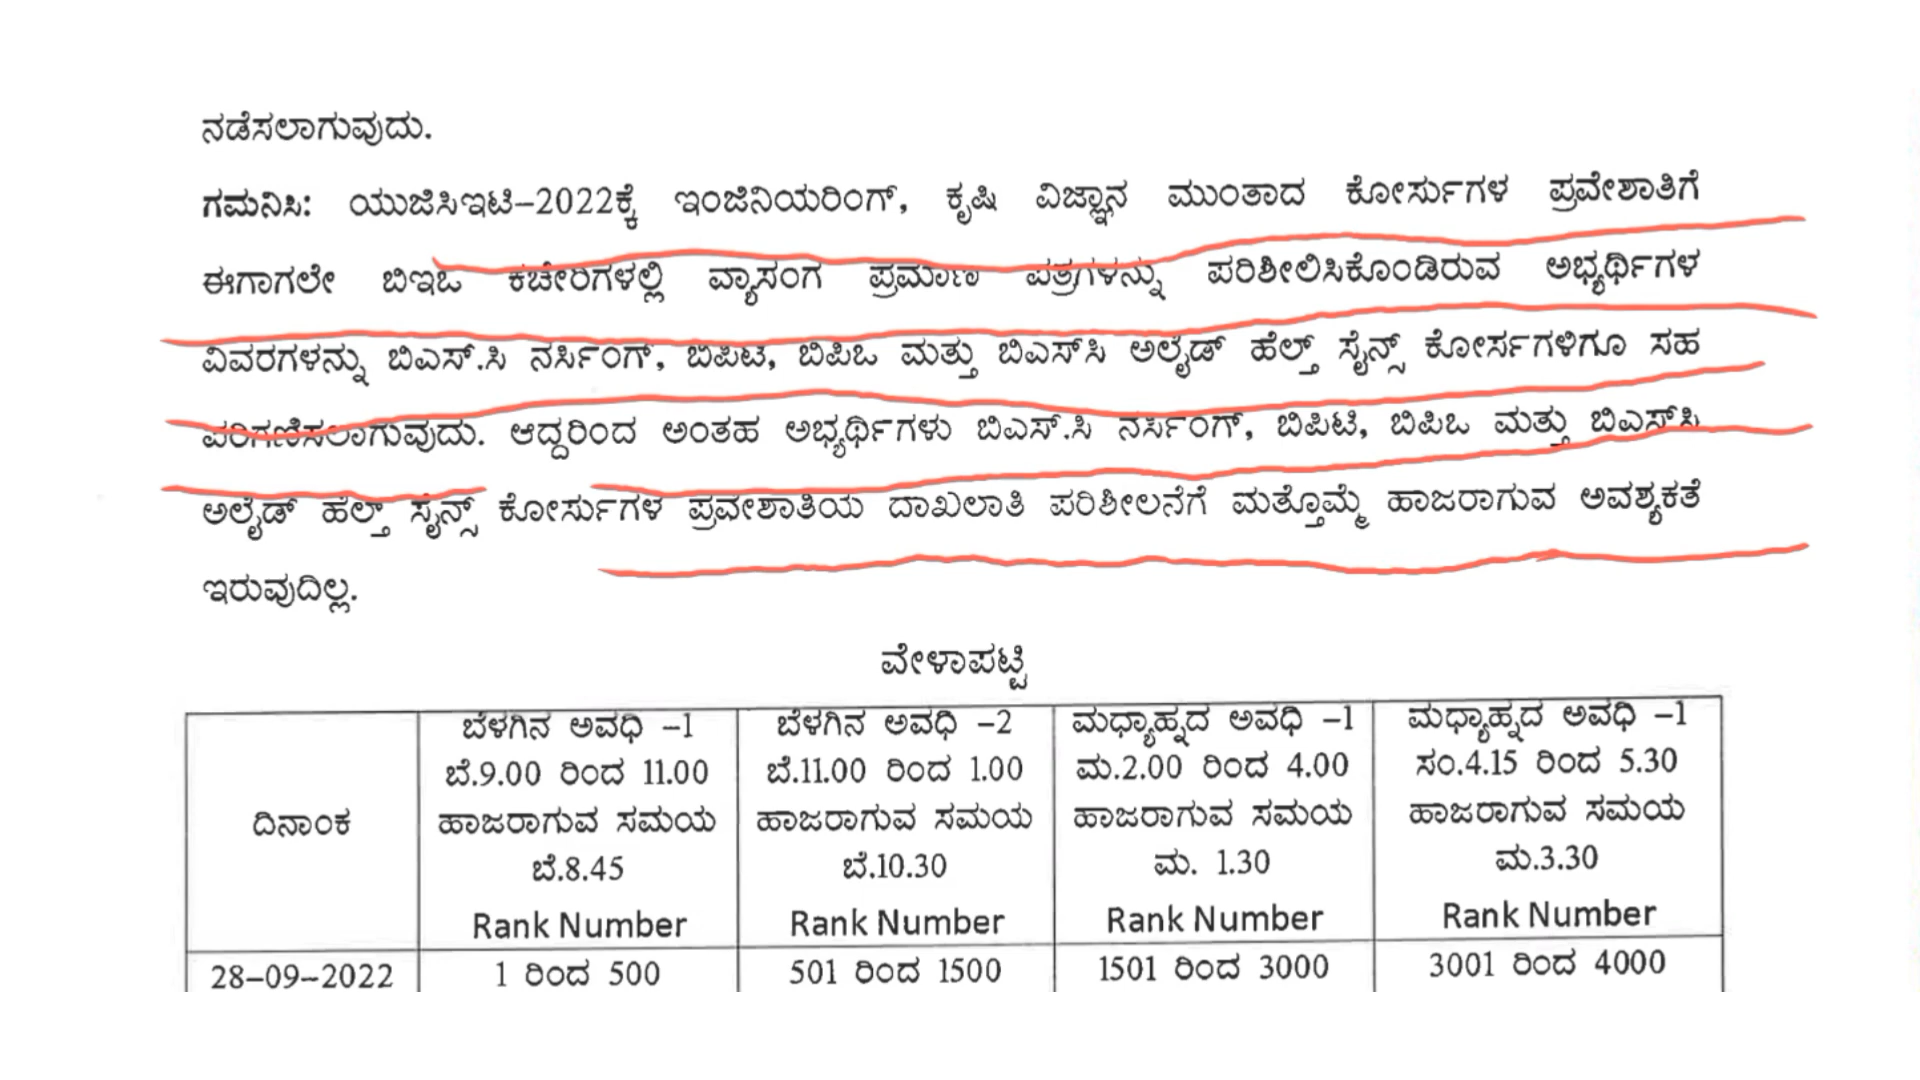 ನಡೆಸಲಾಗುವುದು.
ಗಮನಿಸಿ: ಯುಜಿಸಿಇಟಿ–2022ಕ್ಕೆ ಇಂಜಿನಿಯರಿಂಗ್, ಕೃಷಿ ವಿಜ್ಞಾನ ಮುಂತಾದ ಕೋರ್ಸುಗಳ ಪ್ರವೇಶಾತಿಗೆ
ಈಗಾಗಲೇ ಬಿಇಓ ಕಚೇರಿಗಳಲ್ಲಿ ವ್ಯಾಸಂಗ ಪ್ರಮಾಣ ಪತ್ರಗಳನ್ನು ಪರಿಶೀಲಿಸಿಕೊಂಡಿರುವ ಅಭ್ಯರ್ಥಿಗಳ
ವಿವರಗಳನ್ನು ಬಿಎಸ್.ಸಿ ನರ್ಸಿಂಗ್, ಬಿಪಿಟಿ, ಬಿಪಿಒ ಮತ್ತು ಬಿಎಸ್‌ಸಿ ಅಲೈಡ್ ಹೆಲ್ತ್ ಸೈನ್ಸ್ ಕೋರ್ಸಗಳಿಗೂ ಸಹ
ಪರಿಗಣಿಸಲಾಗುವುದು. ಆದ್ದರಿಂದ ಅಂತಹ ಅಭ್ಯರ್ಥಿಗಳು ಬಿಎಸ್.ಸಿ ನರ್ಸಿಂಗ್, ಬಿಪಿಟಿ, ಬಿಪಿಒ ಮತ್ತು ಬಿಎಸ್‌ಸಿ
ಅಲೈಡ್ ಹೆಲ್ತ್ ಸೈನ್ಸ್ ಕೋರ್ಸುಗಳ ಪ್ರವೇಶಾತಿಯ ದಾಖಲಾತಿ ಪರಿಶೀಲನೆಗೆ ಮತ್ತೊಮ್ಮೆ ಹಾಜರಾಗುವ ಅವಶ್ಯಕತೆ
ಇರುವುದಿಲ್ಲ.
ವೇಳಾಪಟ್ಟಿ
ದಿನಾಂಕ
ಬೆಳಗಿನ ಅವಧಿ –1
ಬೆ.9.00 ರಿಂದ 11.00
ಹಾಜರಾಗುವ ಸಮಯ
ಬೆ.8.45
Rank Number
ಬೆಳಗಿನ ಅವಧಿ –2
ಬೆ.11.00 ರಿಂದ 1.00
ಹಾಜರಾಗುವ ಸಮಯ
ಬೆ.10.30
Rank Number
ಮಧ್ಯಾಹ್ನದ ಅವಧಿ –1
ಮ.2.00 ರಿಂದ 4.00
ಹಾಜರಾಗುವ ಸಮಯ
ಮ. 1.30
Rank Number
ಮಧ್ಯಾಹ್ನದ ಅವಧಿ –1
ಸಂ.4.15 ರಿಂದ 5.30
ಹಾಜರಾಗುವ ಸಮಯ
ಮ.3.30
Rank Number
28–09–2022
1 ರಿಂದ 500
501 ರಿಂದ 1500
1501 ರಿಂದ 3000
3001 ರಿಂದ 4000